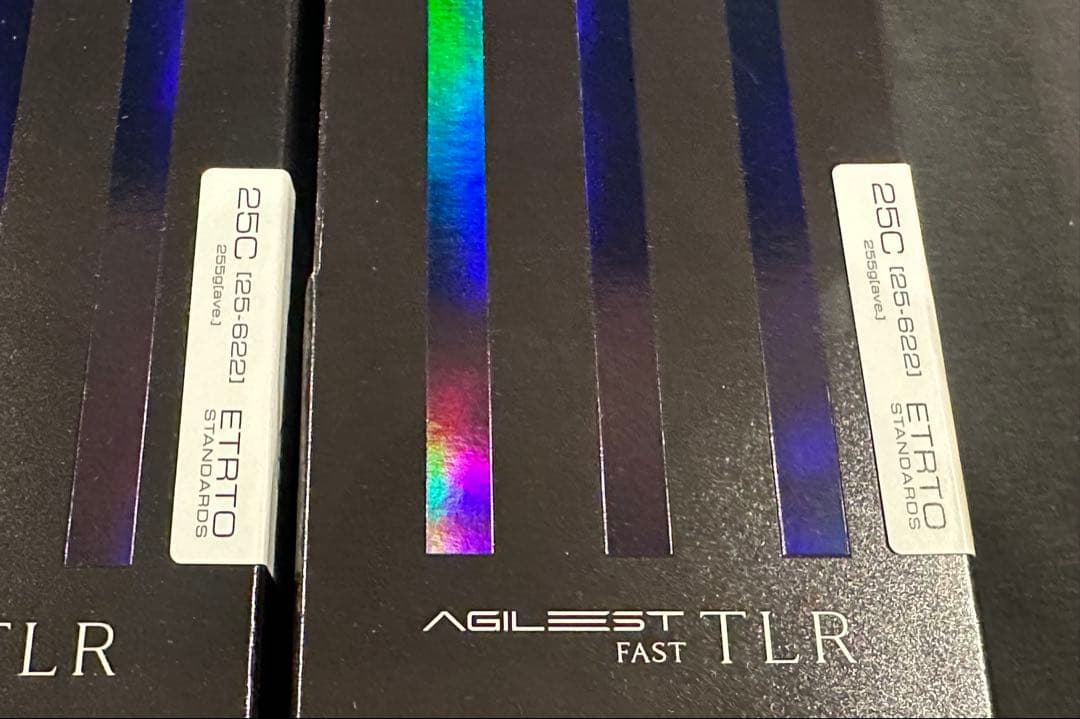 25C [25-622] ETRTO
255g[ave.] STANDARDS
TLR
25C [25-622] ETRTO
255g[ave.] STANDARDS
AGILEST TLR
FAST